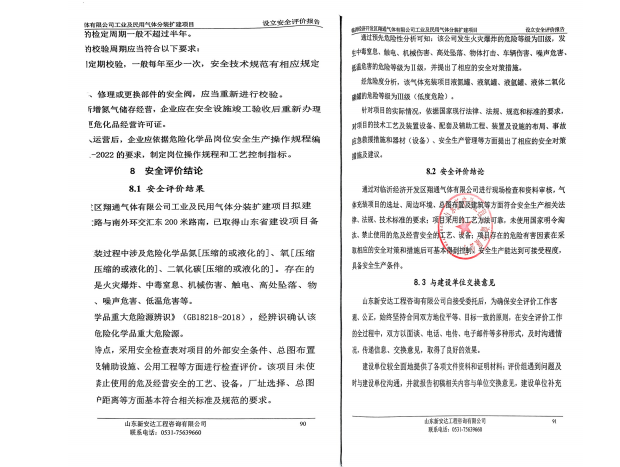 体有限公司工业及民用气体分装扩建项目 设立安全评价报告
的检定周期一般不超过半年。
的校验周期应当符合以下要求：
定期校验，一般每年至少一次，安全技术规范有相应规定
、修理或更换部件的安全阀，应当重新进行校验。
新增氮气储存经营，企业应在安全设施竣工验收后重新办理
危化品经营许可证。
运营后，企业应依据危险化学品岗位安全生产操作规程编
-2022 的要求，制定岗位操作规程和工艺控制指标。
8 安全评价结论
8.1 安全评价结果
区翔通气体有限公司工业及民用气体分装扩建项目拟建
路与南外环交汇东 200 米路南，已取得山东省建设项目备
装过程中涉及危险化学品氮[压缩的或液化的]、氧[压缩
压缩的或液化的]、二氧化碳[压缩的或液化的]。存在的
是火灾爆炸、中毒窒息、机械伤害、触电、高处坠落、物
、噪声危害、低温危害等。
学品重大危险源辨识》（GB18218-2018），经辨识确认该
危险化学品重大危险源。
特点，采用安全检查表对项目的外部安全条件、总图布置
及辅助设施、公用工程等方面进行检查评价。该项目未使
禁止使用的危及经营安全的工艺、设备，厂址选择、总图
户距离等方面基本符合相关标准及规范的要求。
山东新安达工程咨询有限公司 90
联系电话：0531-75639660
经济开发区翔通气体有限公司工业及民用气体分装扩建项目 设立安全评价报告
通过预先危险性分析可知：该公司发生火灾爆炸的危险等级为III级，发
生中毒窒息、触电、机械伤害、高处坠落、物体打击、车辆伤害、噪声危害、
低温危害的危险等级为II级，并提出了相应的安全对策措施。
经危险度分析，该气体充装项目液氩罐、液氧罐、液氮罐、液体二氧化
碳罐的危险等级为III级（低度危险）。
针对项目的实际情况，依据国家现行法律、法规、规范和标准的要求，
对项目的技术工艺及装置设备、配套及辅助工程、装置及设施的布局、事故
应急救援措施和器材（设备）、安全生产管理等方面提出了相应的安全对策
措施及建议。
8.2 安全评价结论
通过对临沂经济开发区翔通气体有限公司进行现场检查和资料审核，气
体充装项目的选址、周边环境、总图布置及建筑等方面符合安全生产相关法
律、法规、技术标准的要求；项目采用的工艺方法可靠，未使用国家明令淘
汰、禁止使用的危及经营安全的工艺、设备；项目存在的危险有害因素在采
取相应的安全对策和措施后可基本得到控制，安全生产能达到可接受程度，
具备安全生产条件。
8.3 与建设单位交换意见
山东新安达工程咨询有限公司自接受委托后，为确保安全评价工作客
观、公正，始终坚持合同双方地位平等、目标一致的原则，在安全评价工作
的全过程中，双方以面谈、电话、电传、电子邮件等多种形式，及时沟通情
况、传递信息、交换意见，取得了良好的效果。
建设单位较全面地提供了各项文件资料和证明材料；评价组遇到问题及
时与建设单位沟通；并就报告初稿相关内容与单位交换意见，建设单位补充
山东新安达工程咨询有限公司 91
联系电话：0531-75639660